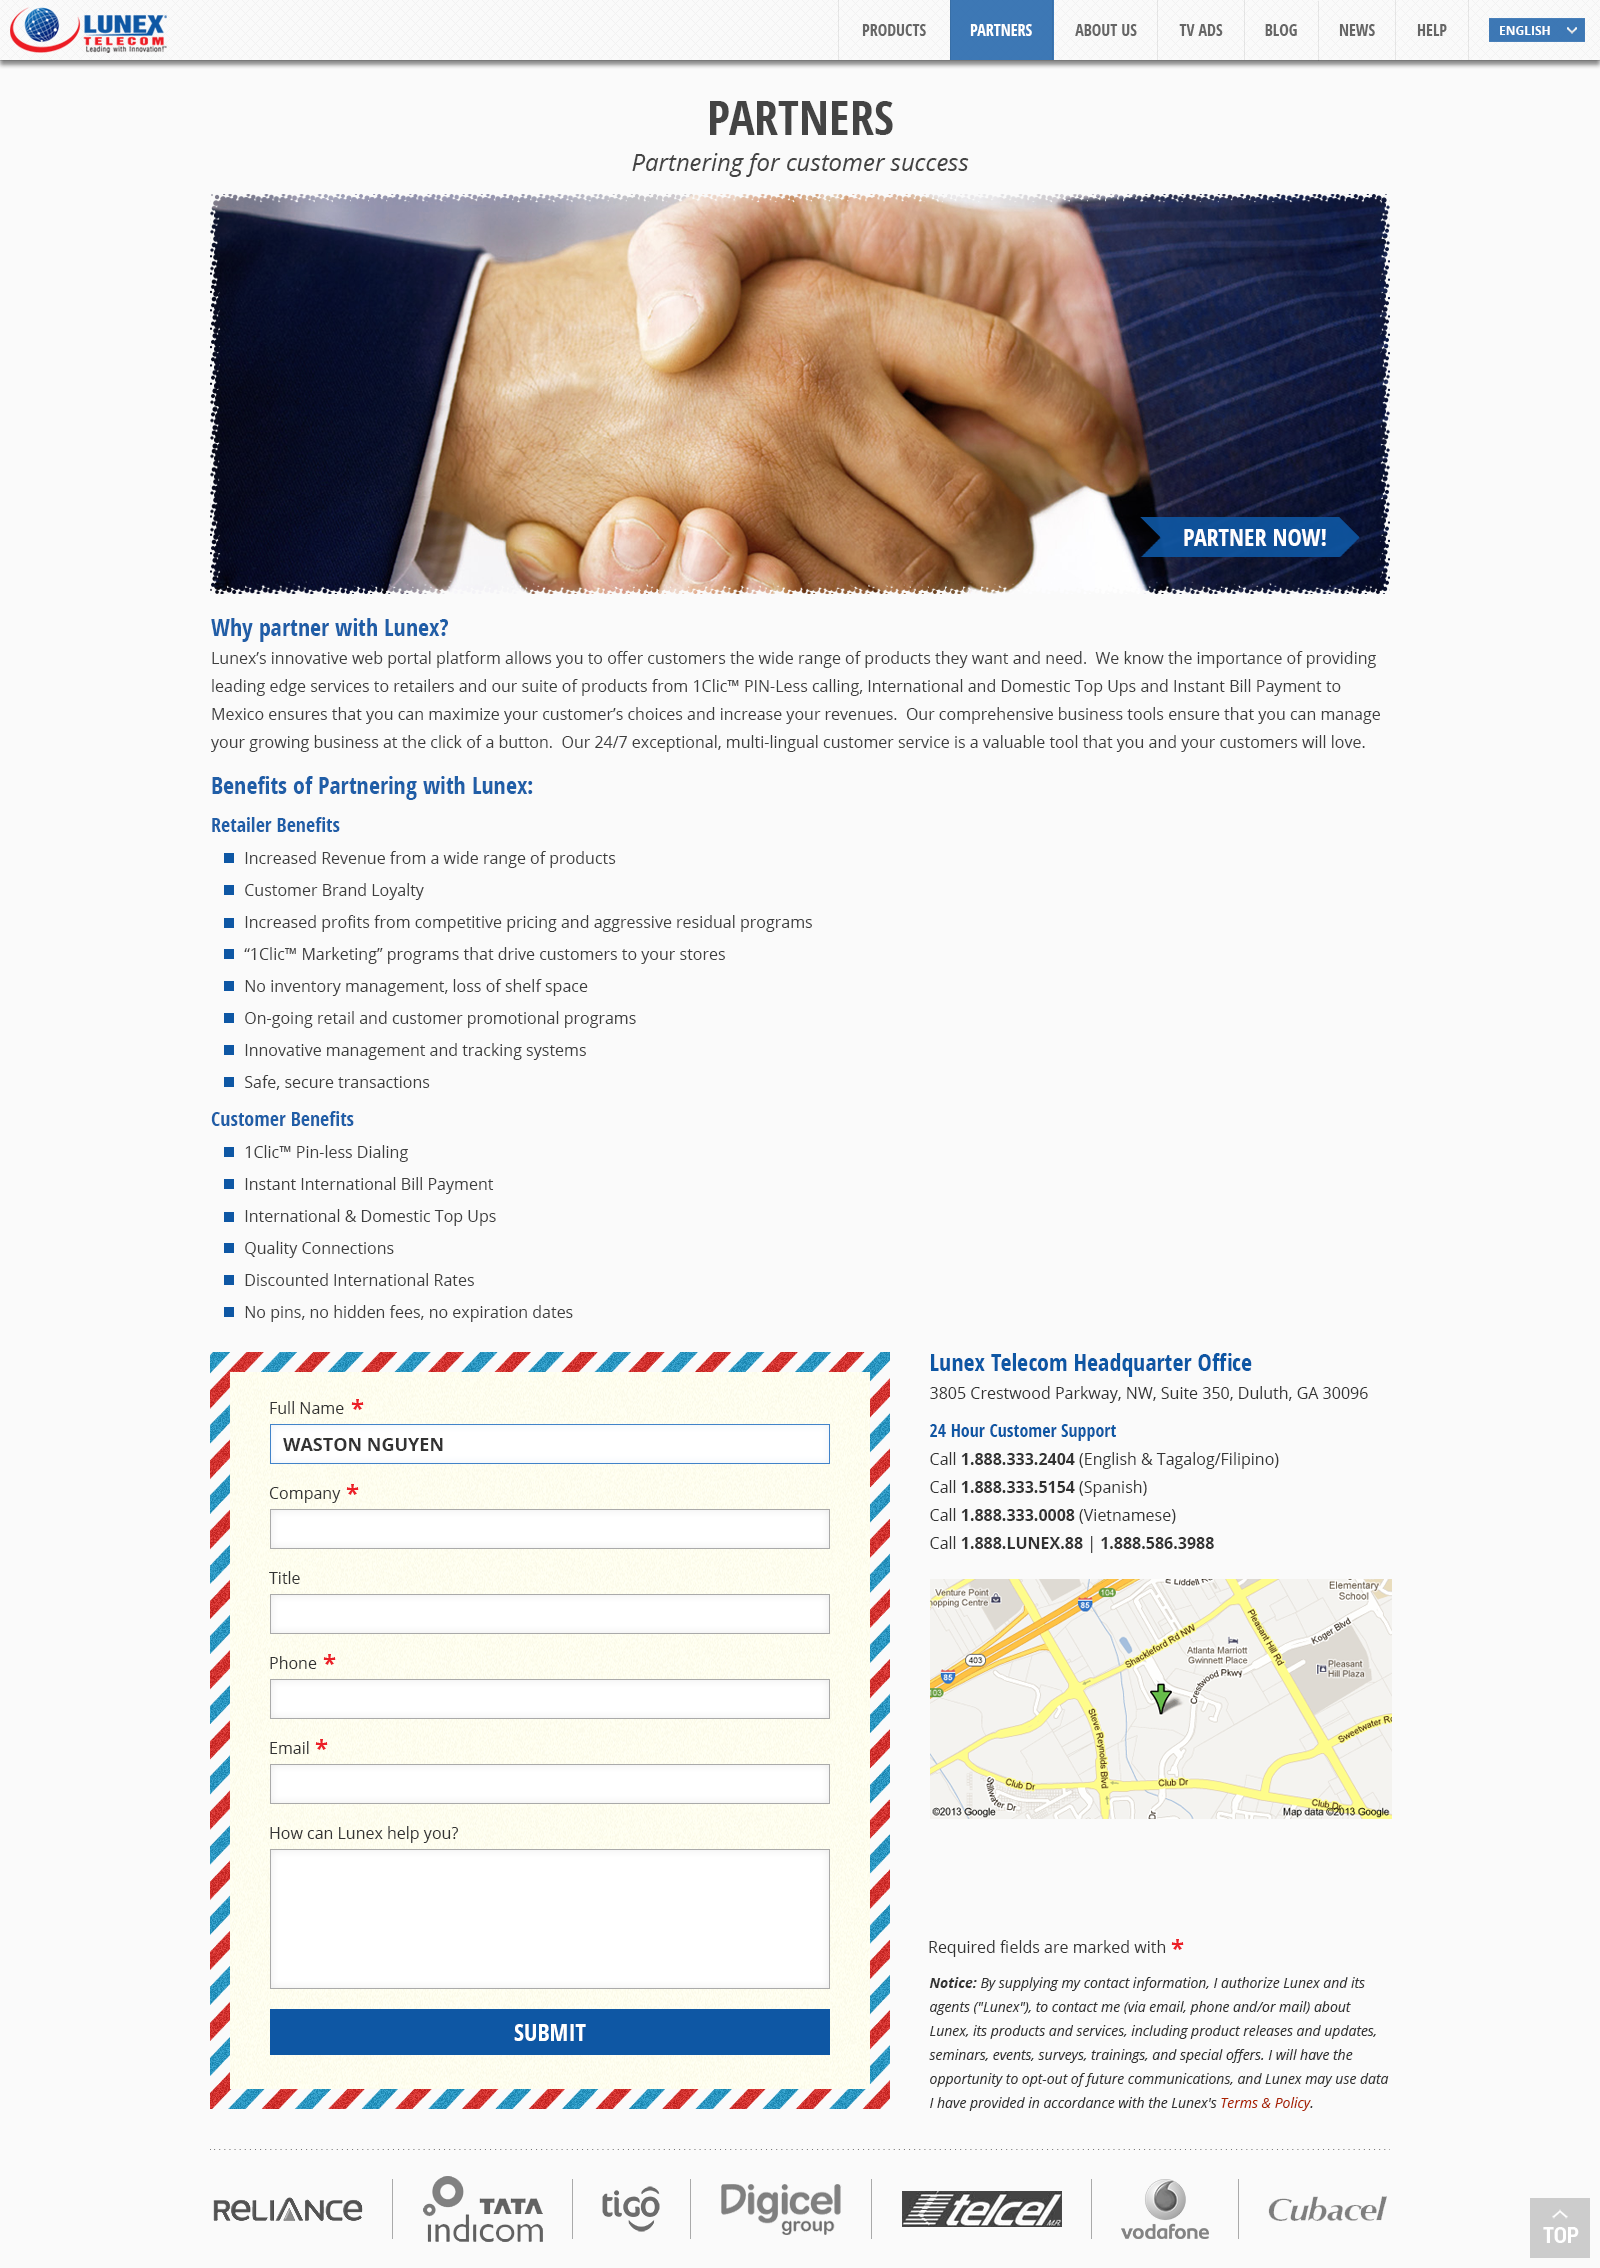 LUNEX
TELECOM
Leading with Innovation!
PRODUCTS
PARTNERS
ABOUT US
TV ADS
BLOG
NEWS
HELP
ENGLISH
PARTNERS
Partnering for customer success
PARTNER NOW!
Why partner with Lunex?
Lunex’s innovative web portal platform allows you to offer customers the wide range of products they want and need.  We know the importance of providing
leading edge services to retailers and our suite of products from 1Clic™ PIN-Less calling, International and Domestic Top Ups and Instant Bill Payment to
Mexico ensures that you can maximize your customer’s choices and increase your revenues.  Our comprehensive business tools ensure that you can manage
your growing business at the click of a button.  Our 24/7 exceptional, multi-lingual customer service is a valuable tool that you and your customers will love.
Benefits of Partnering with Lunex:
Retailer Benefits
Increased Revenue from a wide range of products
Customer Brand Loyalty
Increased profits from competitive pricing and aggressive residual programs
“1Clic™ Marketing” programs that drive customers to your stores
No inventory management, loss of shelf space
On-going retail and customer promotional programs
Innovative management and tracking systems
Safe, secure transactions
Customer Benefits
1Clic™ Pin-less Dialing
Instant International Bill Payment
International & Domestic Top Ups
Quality Connections
Discounted International Rates
No pins, no hidden fees, no expiration dates
Full Name *
WASTON NGUYEN
Company *
Title
Phone *
Email *
How can Lunex help you?
SUBMIT
Lunex Telecom Headquarter Office
3805 Crestwood Parkway, NW, Suite 350, Duluth, GA 30096
24 Hour Customer Support
Call 1.888.333.2404 (English & Tagalog/Filipino)
Call 1.888.333.5154 (Spanish)
Call 1.888.333.0008 (Vietnamese)
Call 1.888.LUNEX.88 | 1.888.586.3988
Venture Point
opping Centre
85
104
E Liddell Rd
Elementary
School
Pleasant Hill Rd
Koger Blvd
Shackleford Rd NW
Atlanta Marriott
Gwinnett Place
Pleasant
Hill Plaza
403
85
Crestwood Pkwy
Steve Reynolds Blvd
Sweetwater Rd
Club Dr
Club Dr
Club Dr
Stillwater Dr
Dr
©2013 Google
Map data ©2013 Google
Required fields are marked with *
Notice: By supplying my contact information, I authorize Lunex and its
agents ("Lunex"), to contact me (via email, phone and/or mail) about
Lunex, its products and services, including product releases and updates,
seminars, events, surveys, trainings, and special offers. I will have the
opportunity to opt-out of future communications, and Lunex may use data
I have provided in accordance with the Lunex's Terms & Policy.
RELIANCE
TATA
indicom
tigo
Digicel
group
telcel
MR
vodafone
Cubacel
TOP